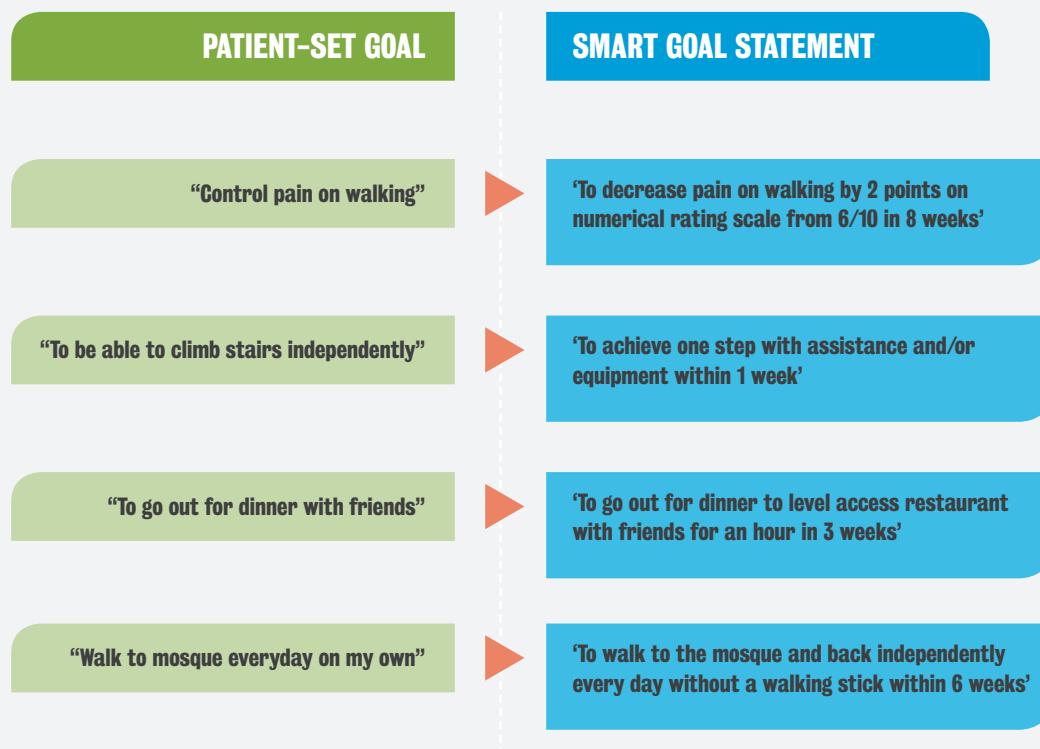 PATIENT-SET GOAL
SMART GOAL STATEMENT
“Control pain on walking”
‘To decrease pain on walking by 2 points on
numerical rating scale from 6/10 in 8 weeks’
“To be able to climb stairs independently”
‘To achieve one step with assistance and/or
equipment within 1 week’
“To go out for dinner with friends”
‘To go out for dinner to level access restaurant
with friends for an hour in 3 weeks’
“Walk to mosque everyday on my own”
‘To walk to the mosque and back independently
every day without a walking stick within 6 weeks’